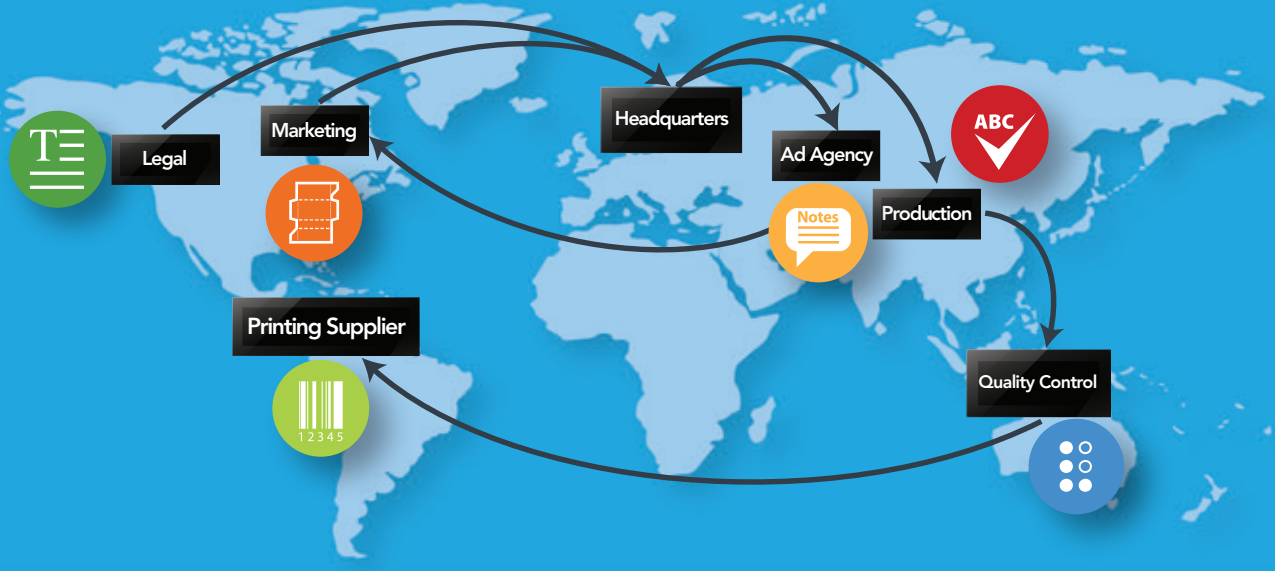 Headquarters
ABC
Marketing
T
Legal
Ad Agency
Notes
Production
Printing Supplier
Quality Control
12345